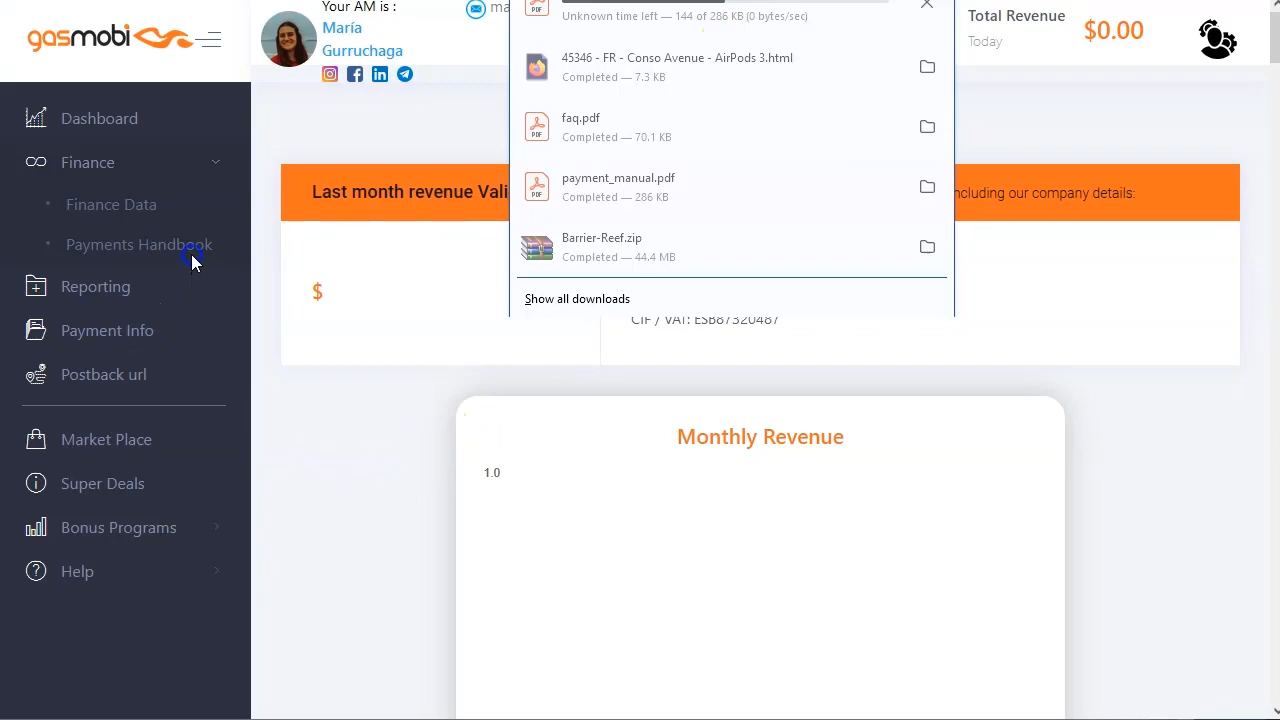 gasmobi
Your AM is :
ma
María
Gurruchaga
Total Revenue
Today
$0.00
Dashboard
Finance
Finance Data
Payments Handbook
Reporting
Payment Info
Postback url
Market Place
Super Deals
Bonus Programs
Help
Unknown time left — 144 of 286 KB (0 bytes/sec)
45346 - FR - Conso Avenue - AirPods 3.html
Completed — 7.3 KB
faq.pdf
Completed — 70.1 KB
payment_manual.pdf
Completed — 286 KB
Barrier-Reef.zip
Completed — 44.4 MB
Show all downloads
Last month revenue Vali
ncluding our company details:
$
CIF / VAT: ESB87320487
Monthly Revenue
1.0